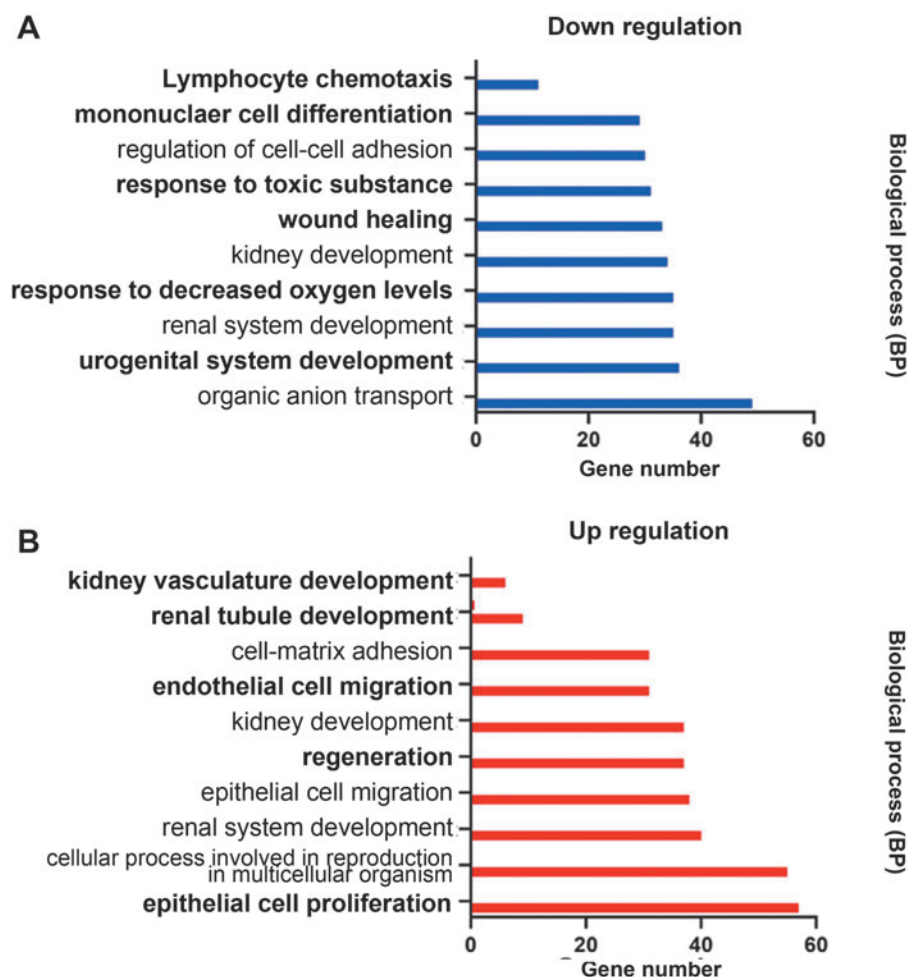 A
Down regulation
Lymphocyte chemotaxis
mononuclaer cell differentiation
regulation of cell-cell adhesion
response to toxic substance
wound healing
kidney development
response to decreased oxygen levels
renal system development
urogenital system development
organic anion transport
0 20 40 60
Gene number
Biological process (BP)
B
Up regulation
kidney vasculature development
renal tubule development
cell-matrix adhesion
endothelial cell migration
kidney development
regeneration
epithelial cell migration
renal system development
cellular process involved in reproduction
in multicellular organism
epithelial cell proliferation
0 20 40 60
Gene number
Biological process (BP)